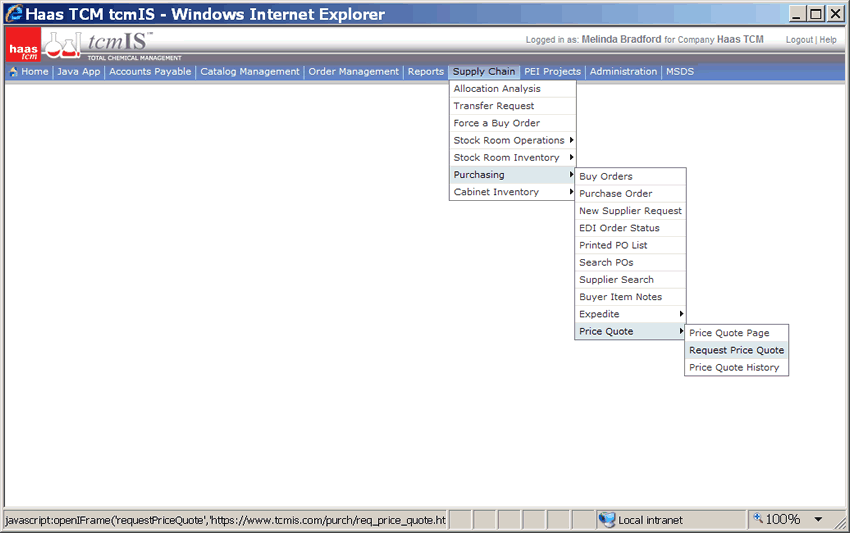 Haas TCM tcmIS - Windows Internet Explorer
haas tcm
tcmIS™
TOTAL CHEMICAL MANAGEMENT
Logged in as: Melinda Bradford for Company Haas TCM
Logout | Help
Home | Java App | Accounts Payable | Catalog Management | Order Management | Reports | Supply Chain | PEI Projects | Administration | MSDS
Allocation Analysis
Transfer Request
Force a Buy Order
Stock Room Operations
Stock Room Inventory
Purchasing
Cabinet Inventory
Buy Orders
Purchase Order
New Supplier Request
EDI Order Status
Printed PO List
Search POs
Supplier Search
Buyer Item Notes
Expedite
Price Quote
Price Quote Page
Request Price Quote
Price Quote History
javascript:openIFrame('requestPriceQuote','https://www.tcmis.com/purch/req_price_quote.ht
Local intranet
100%